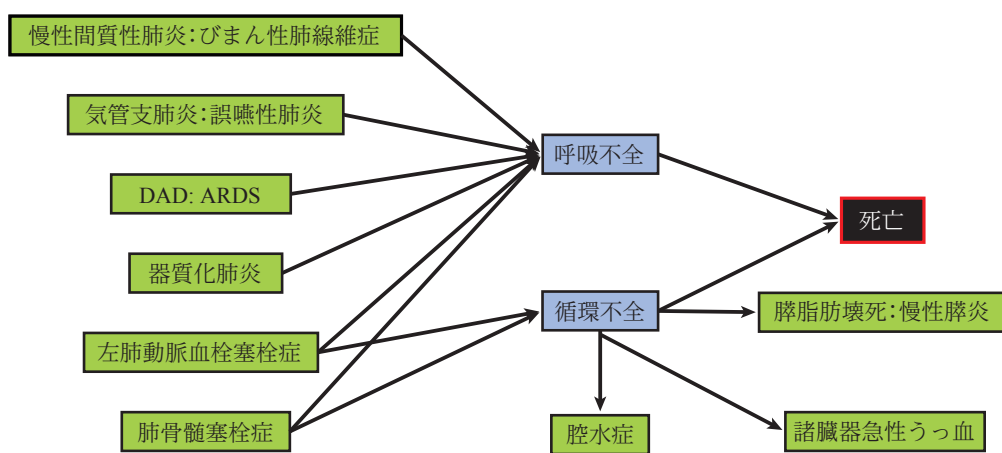 慢性間質性肺炎：びまん性肺線維症
気管支肺炎：誤嚥性肺炎
呼吸不全
DAD: ARDS
死亡
器質化肺炎
循環不全
膵脂肪壊死：慢性膵炎
左肺動脈血栓塞栓症
肺骨髄塞栓症
腔水症
諸臓器急性うっ血